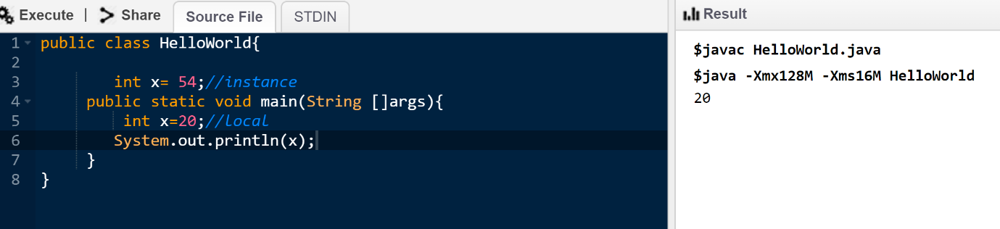 Execute | Share Source File STDIN
1 public class HelloWorld{
2
3 int x= 54;//instance
4 public static void main(String []args){
5 int x=20;//local
6 System.out.println(x);
7 }
8 }
Result
$javac HelloWorld.java
$java -Xmx128M -Xms16M HelloWorld
20